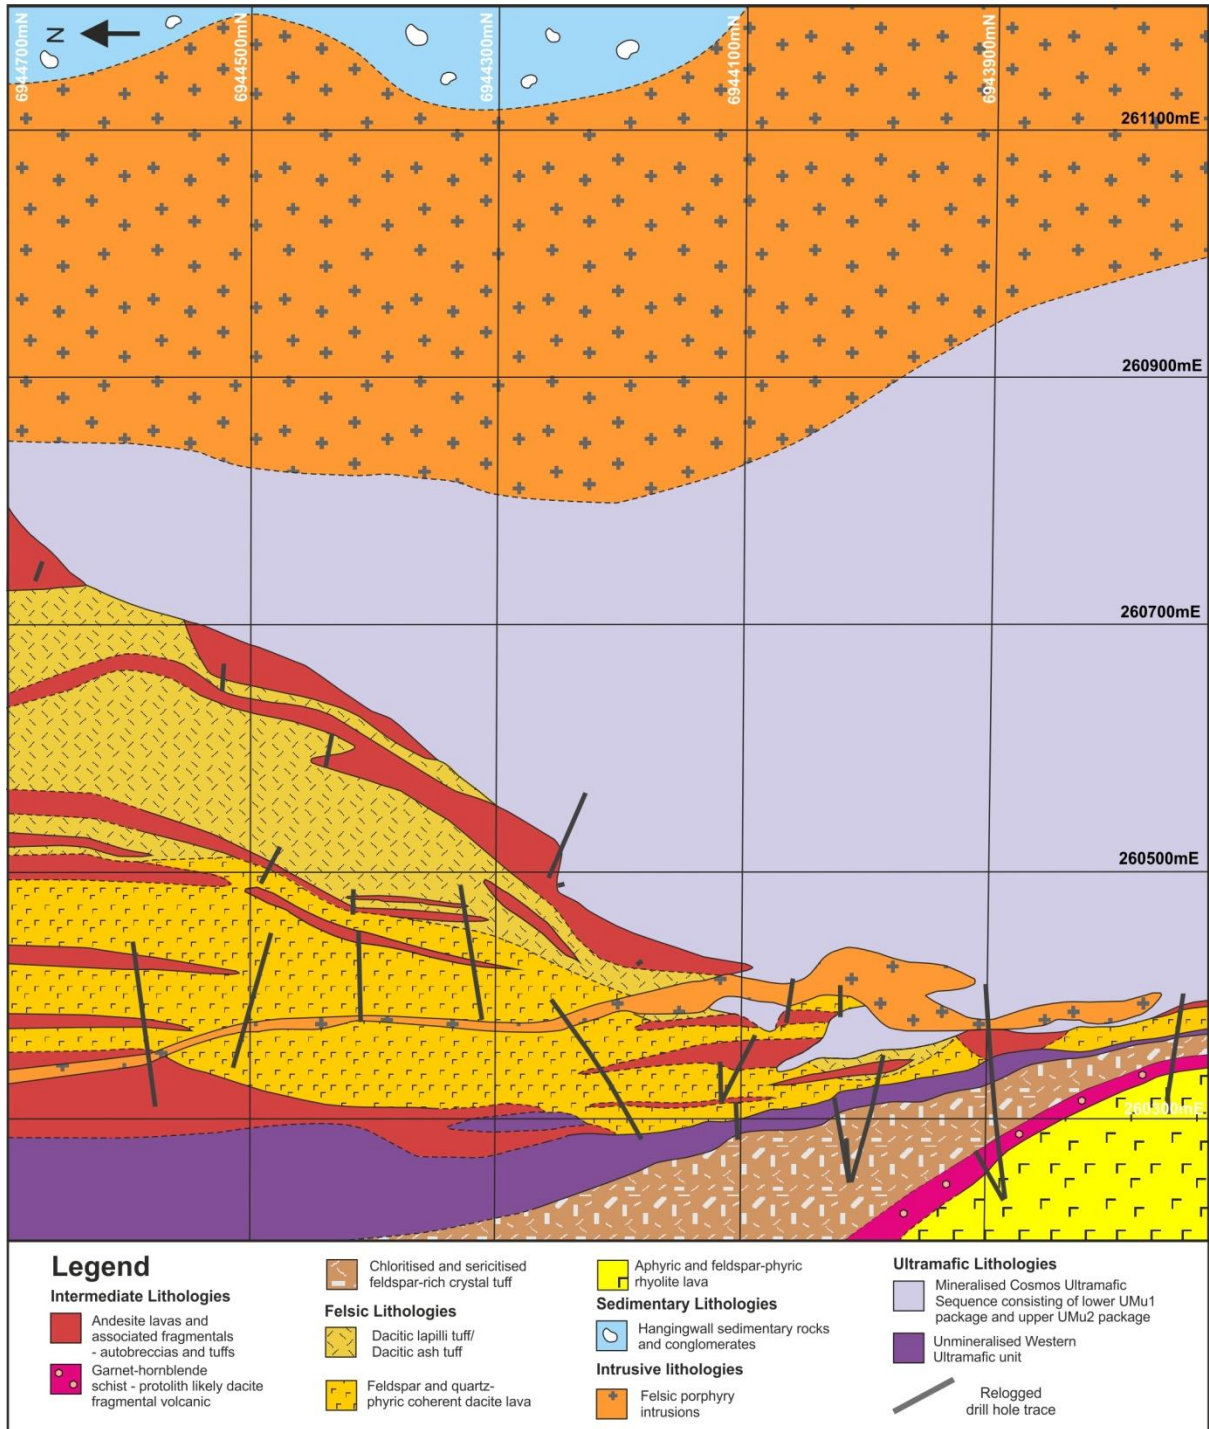 N
6944700mN
6944500mN
6944300mN
6944100mN
6943900mN
261100mE
260900mE
260700mE
260500mE
260300mE
Legend
Intermediate Lithologies
Andesite lavas and
associated fragmentals
- autobreccias and tuffs
Garnet-hornblende
schist - protolith likely dacite
fragmental volcanic
Chloritised and sericitised
feldspar-rich crystal tuff
Felsic Lithologies
Dacitic lapilli tuff/
Dacitic ash tuff
Feldspar and quartz-
phyric coherent dacite lava
Aphyric and feldspar-phyric
rhyolite lava
Sedimentary Lithologies
Hangingwall sedimentary rocks
and conglomerates
Intrusive lithologies
Felsic porphyry
intrusions
Ultramafic Lithologies
Mineralised Cosmos Ultramafic
Sequence consisting of lower UMu1
package and upper UMu2 package
Unmineralised Western
Ultramafic unit
Relogged
drill hole trace